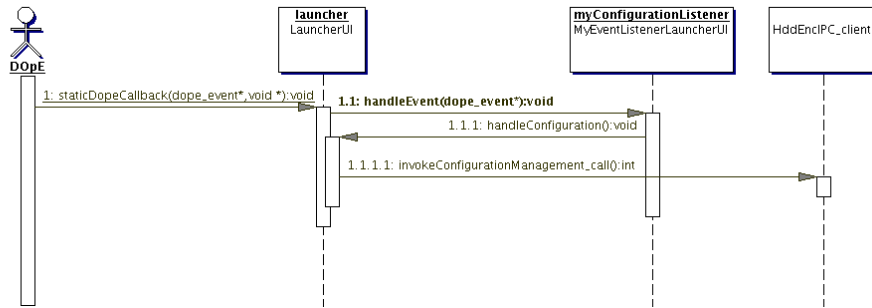 launcher
LauncherUI
myConfigurationListener
MyEventListenerLauncherUI
HddEncIPC_client
DOpE
1: staticDopeCallback(dope_event*,void *):void
1.1: handleEvent(dope_event*):void
1.1.1: handleConfiguration():void
1.1.1.1: invokeConfigurationManagement_call():int